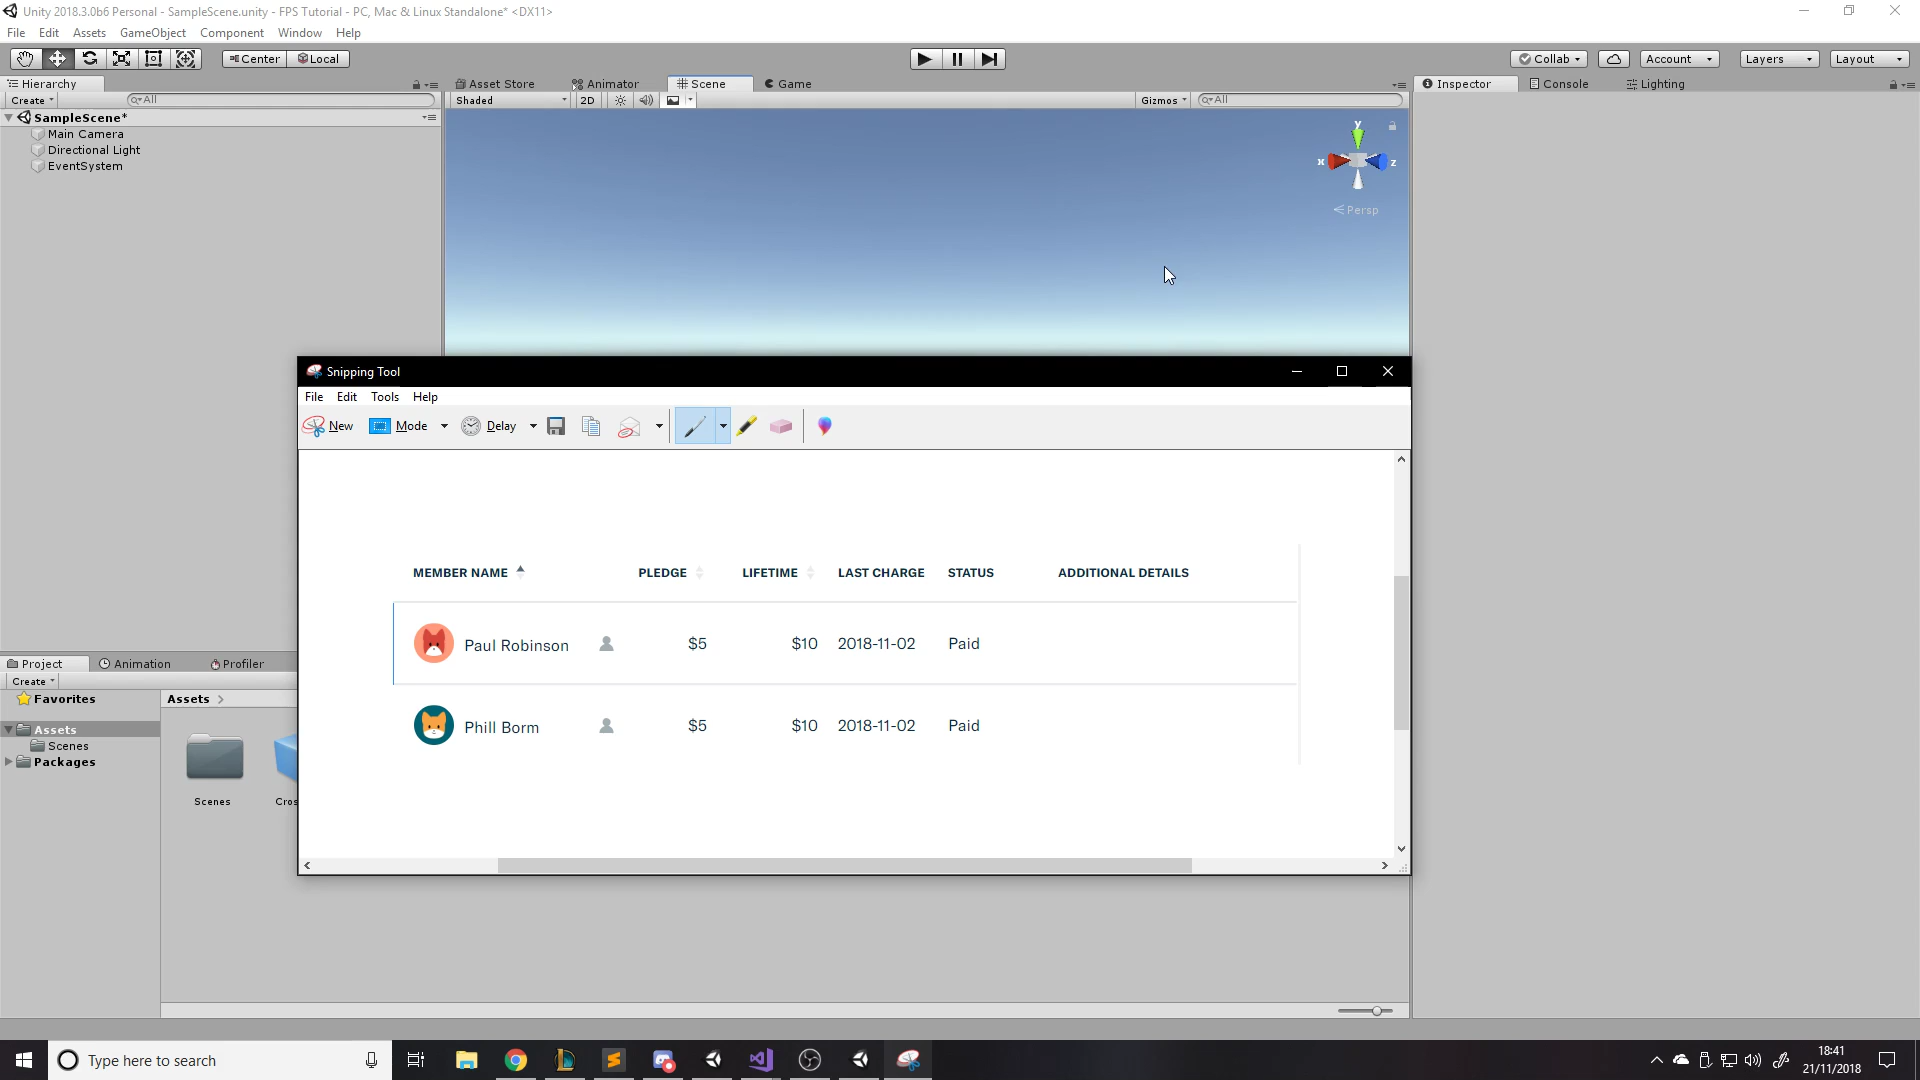 Unity 2018.3.0b6 Personal - SampleScene.unity - FPS Tutorial - PC, Mac & Linux Standalone* <DX11>
File Edit Assets GameObject Component Window Help
Center Local Collab Account Layers Layout
Hierarchy Asset Store Animator Scene Game Inspector Console Lighting
Create All Shaded 2D Gizmos All
SampleScene*
Main Camera
Directional Light
EventSystem
y
x z
Persp
Snipping Tool
File Edit Tools Help
New Mode Delay
MEMBER NAME PLEDGE LIFETIME LAST CHARGE STATUS ADDITIONAL DETAILS
Paul Robinson $5 $10 2018-11-02 Paid
Phill Borm $5 $10 2018-11-02 Paid
Project Animation Profiler
Create
Favorites Assets
Assets
Scenes
Packages
Scenes Cros
Type here to search
18:41
21/11/2018